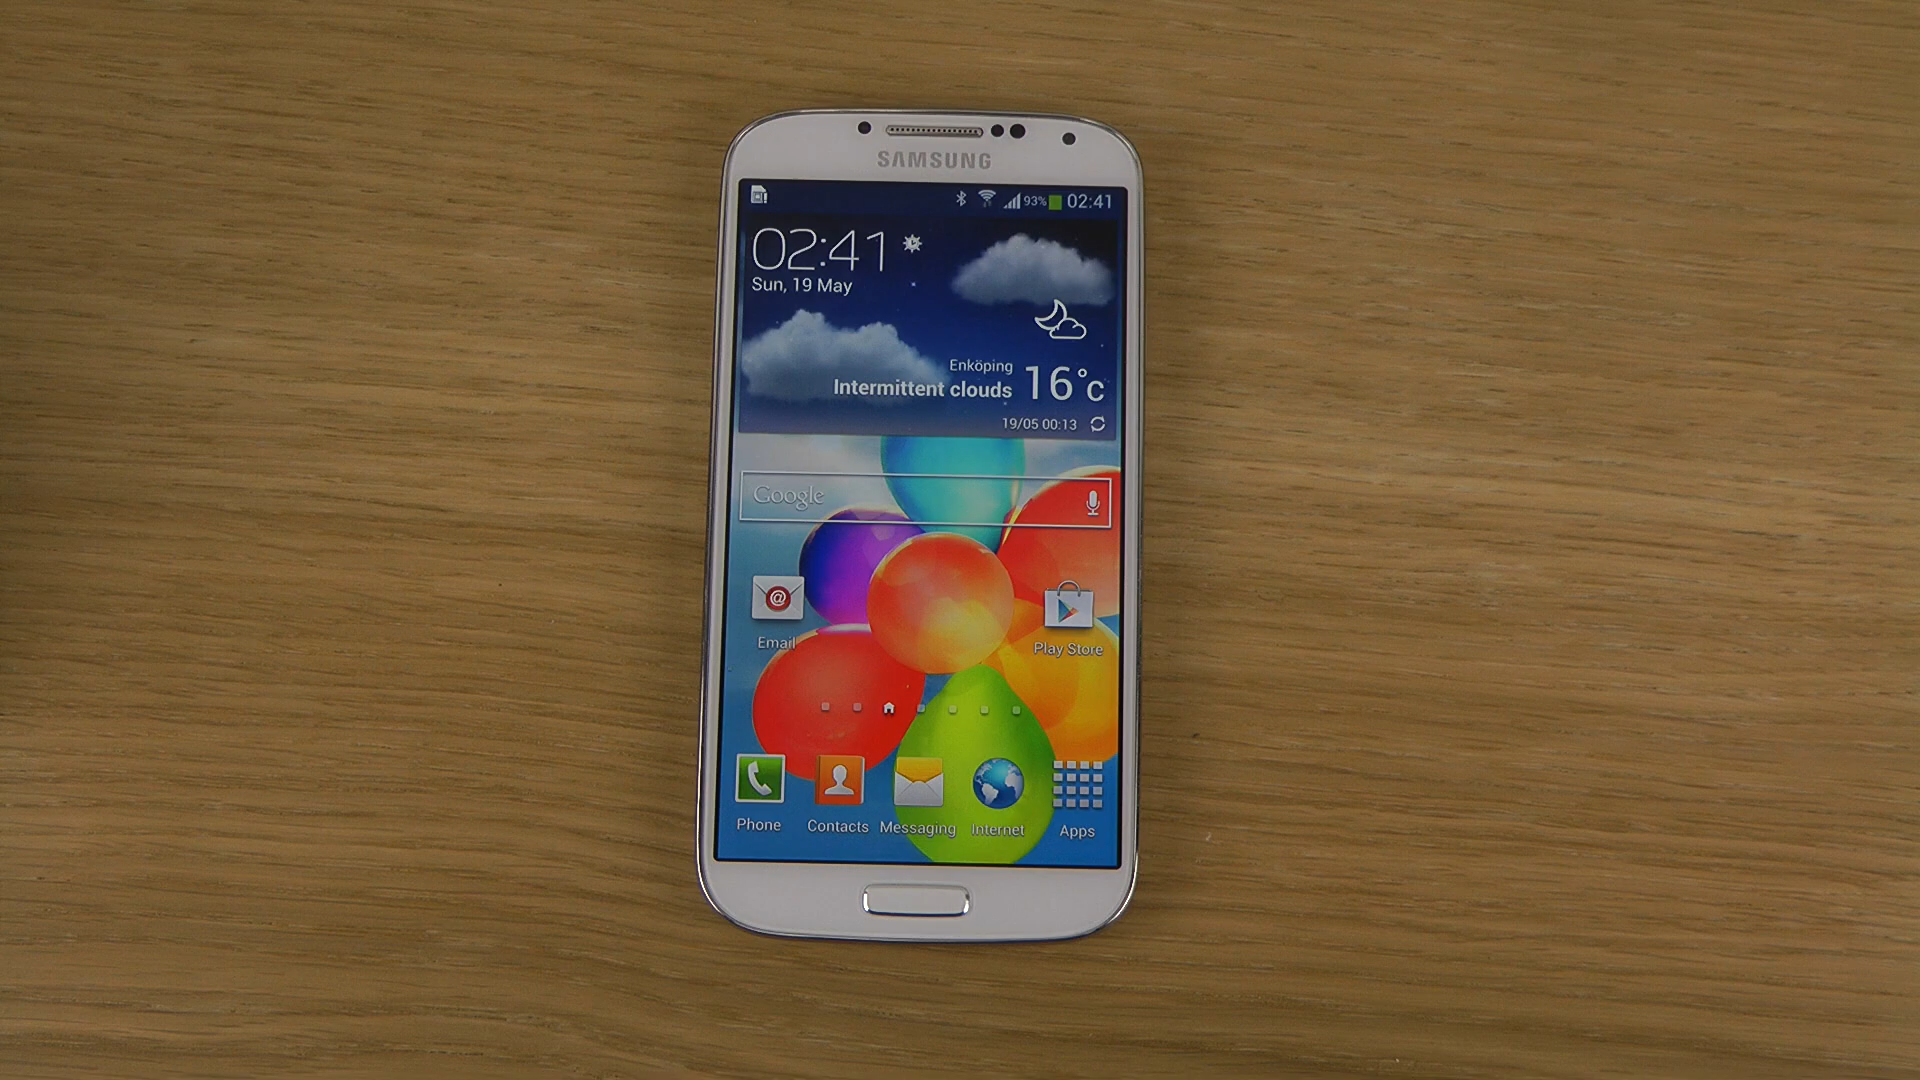 SAMSUNG
93% 02:41
02:41
Sun, 19 May
Enköping
Intermittent clouds 16°C
19/05 00:13
Google
@
Email
Play Store
Phone Contacts Messaging Internet Apps